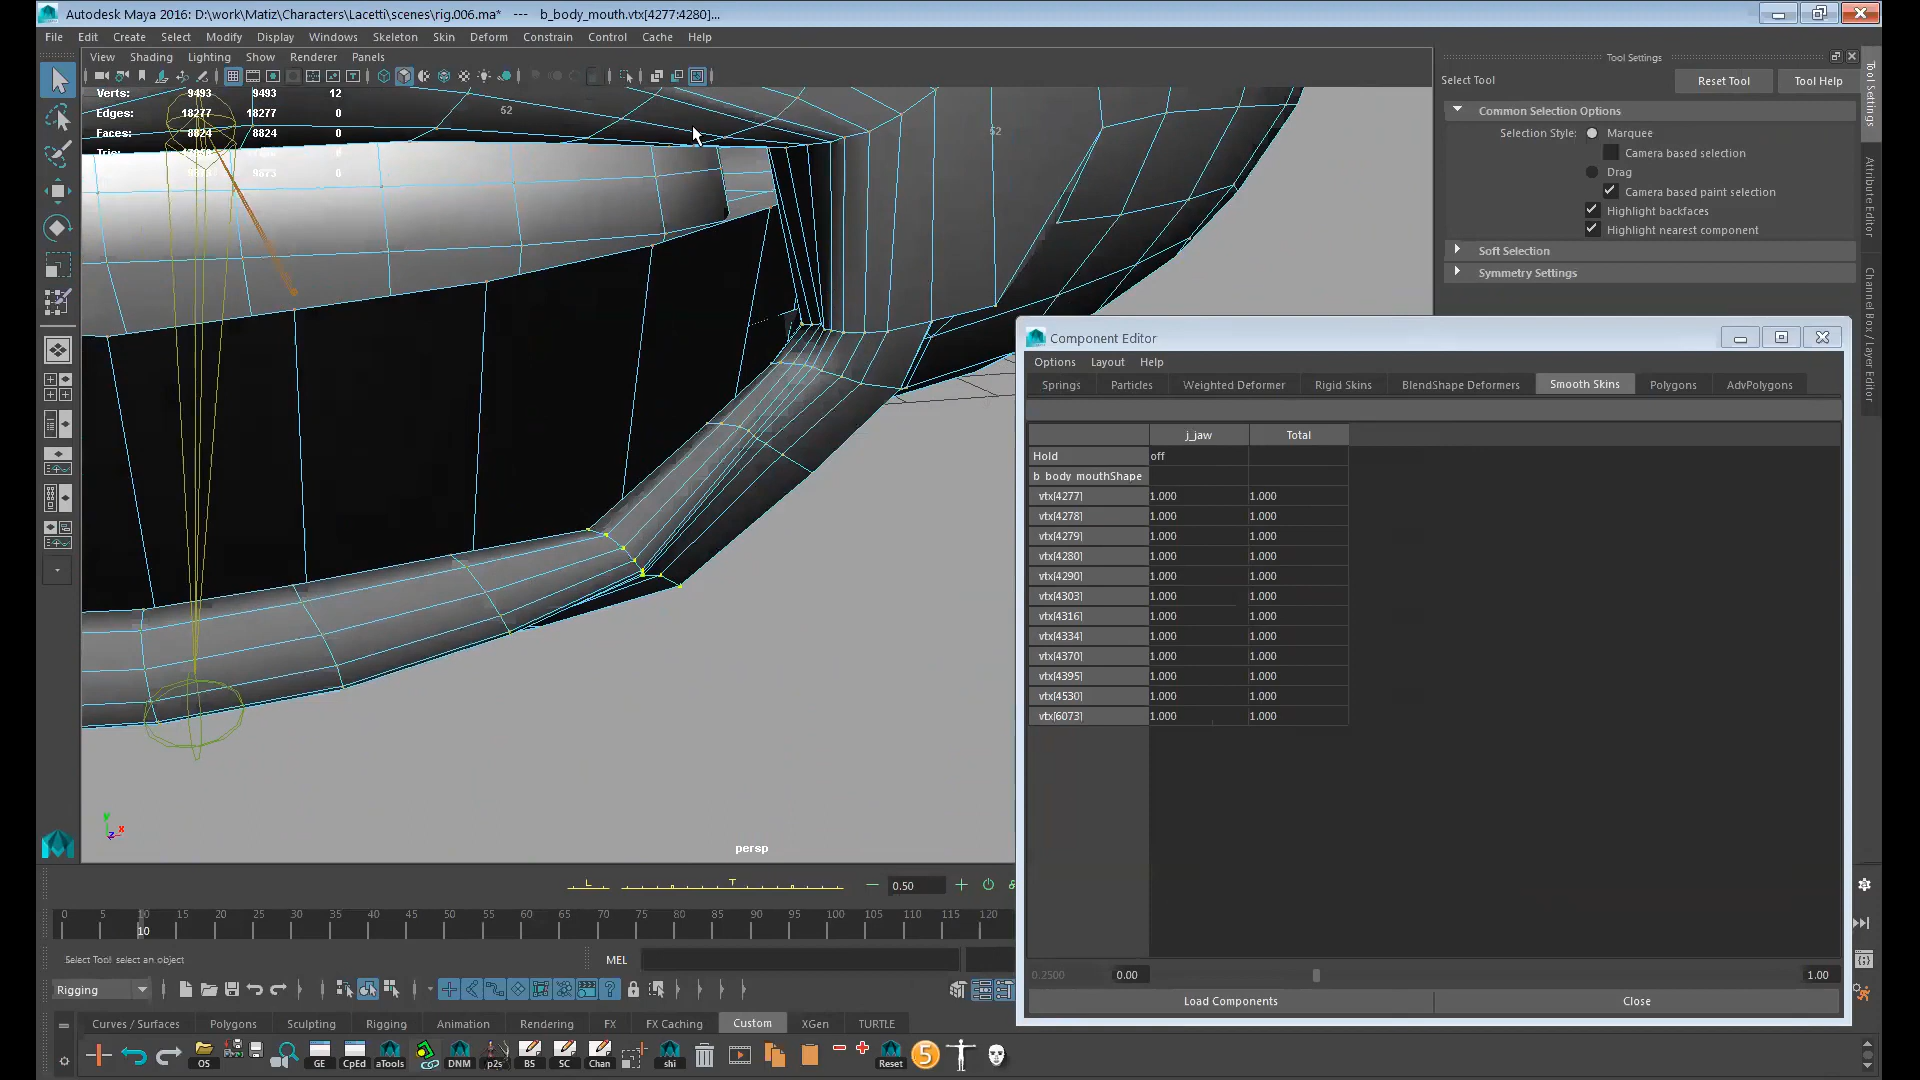 Autodesk Maya 2016: D:\work\Matiz\Characters\Lacetti\scenes\rig.006.ma* --- b_body_mouth.vtx[4277:4280]...
File Edit Create Select Modify Display Windows Skeleton Skin Deform Constrain Control Cache Help
View Shading Lighting Show Renderer Panels
Tool Settings
Select Tool Reset Tool Tool Help
Common Selection Options
Selection Style: Marquee
Camera based selection
Drag
Camera based paint selection
Highlight backfaces
Highlight nearest component
Soft Selection
Symmetry Settings
Tool Settings
Attribute Editor
Channel Box / Layer Editor
Verts: 9493 9493 12
Edges: 18277 18277 0
Faces: 8824 8824 0
52
52
Component Editor
Options Layout Help
Springs Particles Weighted Deformer Rigid Skins BlendShape Deformers Smooth Skins Polygons AdvPolygons
j_jaw Total
Hold off
b_body_mouthShape
vtx[4277] 1.000 1.000
vtx[4278] 1.000 1.000
vtx[4279] 1.000 1.000
vtx[4280] 1.000 1.000
vtx[4290] 1.000 1.000
vtx[4303] 1.000 1.000
vtx[4316] 1.000 1.000
vtx[4334] 1.000 1.000
vtx[4370] 1.000 1.000
vtx[4395] 1.000 1.000
vtx[4530] 1.000 1.000
vtx[6073] 1.000 1.000
0.2500 0.00 1.00
Load Components Close
y x z
persp
L T 0.50
0 5 10 15 20 25 30 35 40 45 50 55 60 65 70 75 80 85 90 95 100 105 110 115 120
10
Select Tool: select an object MEL
Rigging
Curves / Surfaces Polygons Sculpting Rigging Animation Rendering FX FX Caching Custom XGen TURTLE
OS GE CpEd aTools DNM p2s BS SC Chan shi Reset 5